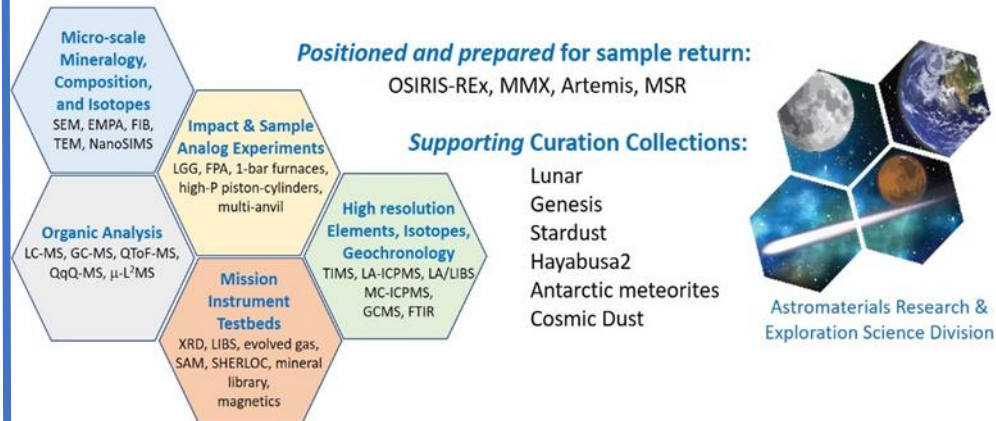 Micro-scale
Mineralogy,
Composition,
and Isotopes
SEM, EMPA, FIB,
TEM, NanoSIMS
Impact & Sample
Analog Experiments
LGG, FPA, 1-bar furnaces,
high-P piston-cylinders,
multi-anvil
Organic Analysis
LC-MS, GC-MS, QToF-MS,
QqQ-MS, μ-L²MS
High resolution
Elements, Isotopes,
Geochronology
TIMS, LA-ICPMS, LA/LIBS
MC-ICPMS,
GCMS, FTIR
Mission
Instrument
Testbeds
XRD, LIBS, evolved gas,
SAM, SHERLOC, mineral
library,
magnetics
Positioned and prepared for sample return:
OSIRIS-REx, MMX, Artemis, MSR
Supporting Curation Collections:
Lunar
Genesis
Stardust
Hayabusa2
Antarctic meteorites
Cosmic Dust
Astromaterials Research &
Exploration Science Division